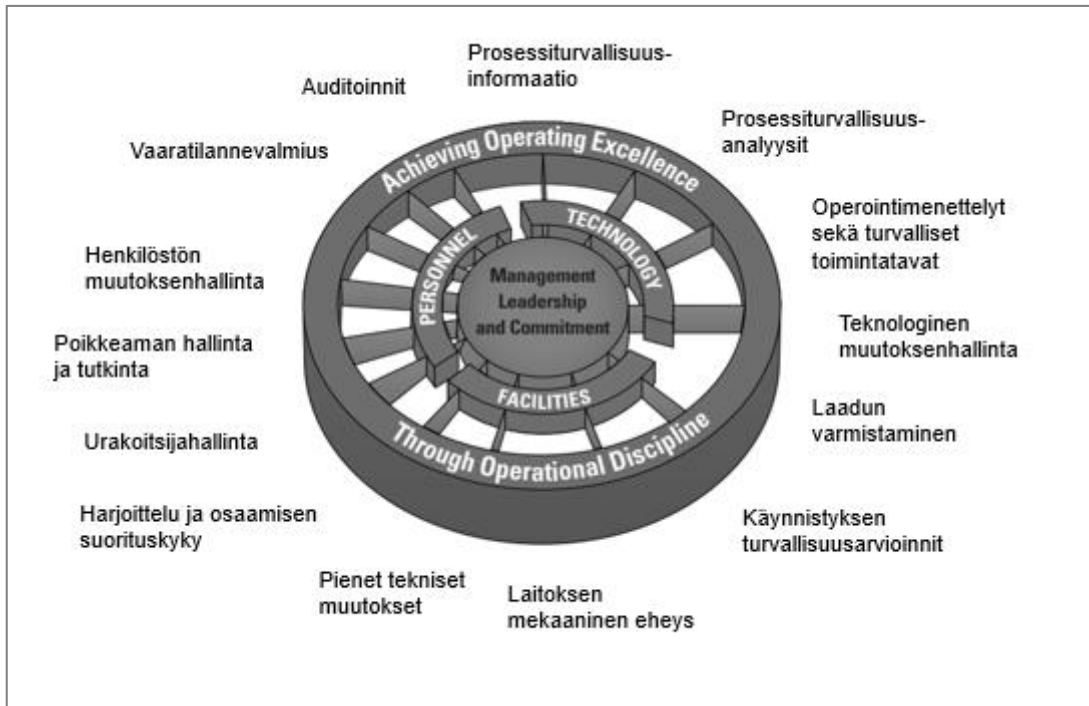 Prosessiturvallisuus-
informaatio
Auditoinnit
Prosessiturvallisuus-
analyysit
Vaaratilannevalmius
Operointimenettelyt
sekä turvalliset
toimintatavat
Henkilöstön
muutoksenhallinta
Teknologinen
muutoksenhallinta
Poikkeaman hallinta
ja tutkinta
Laadun
varmistaminen
Urakoitsijahallinta
Käynnistyksen
turvallisuusarvioinnit
Harjoittelu ja osaamisen
suorituskyky
Pienet tekniset
muutokset
Laitoksen
mekaaninen eheys
Achieving Operating Excellence
Through Operational Discipline
PERSONNEL
TECHNOLOGY
FACILITIES
Management
Leadership
and Commitment